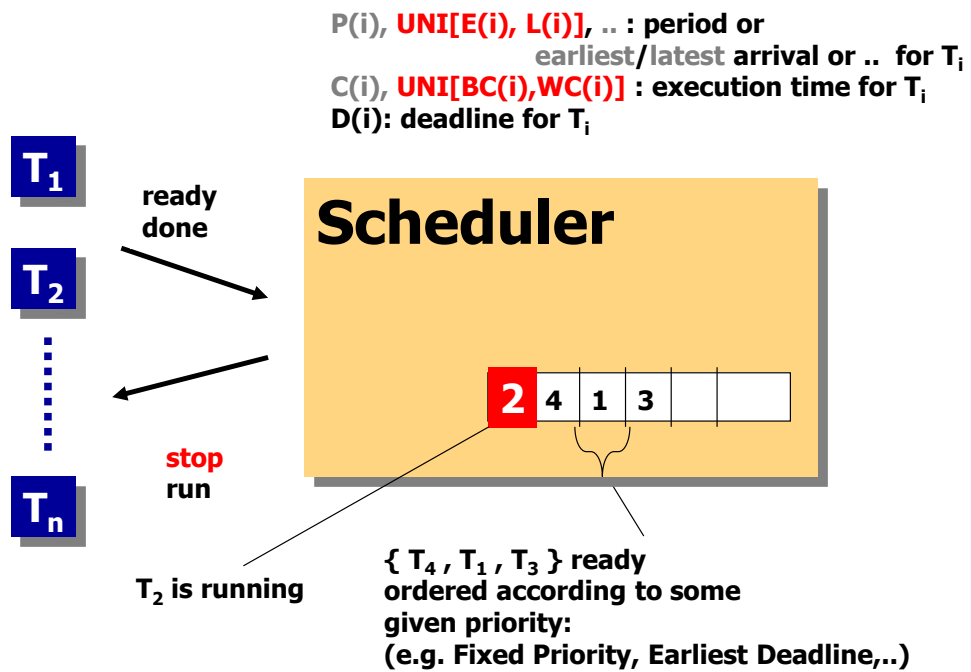 P(i), UNI[E(i), L(i)], .. : period or
earliest/latest arrival or .. for Tᵢ
C(i), UNI[BC(i),WC(i)] : execution time for Tᵢ
D(i): deadline for Tᵢ
T₁
ready
done
Scheduler
T₂
2 4 1 3
stop
run
Tₙ
T₂ is running
{ T₄ , T₁ , T₃ } ready
ordered according to some
given priority:
(e.g. Fixed Priority, Earliest Deadline,..)